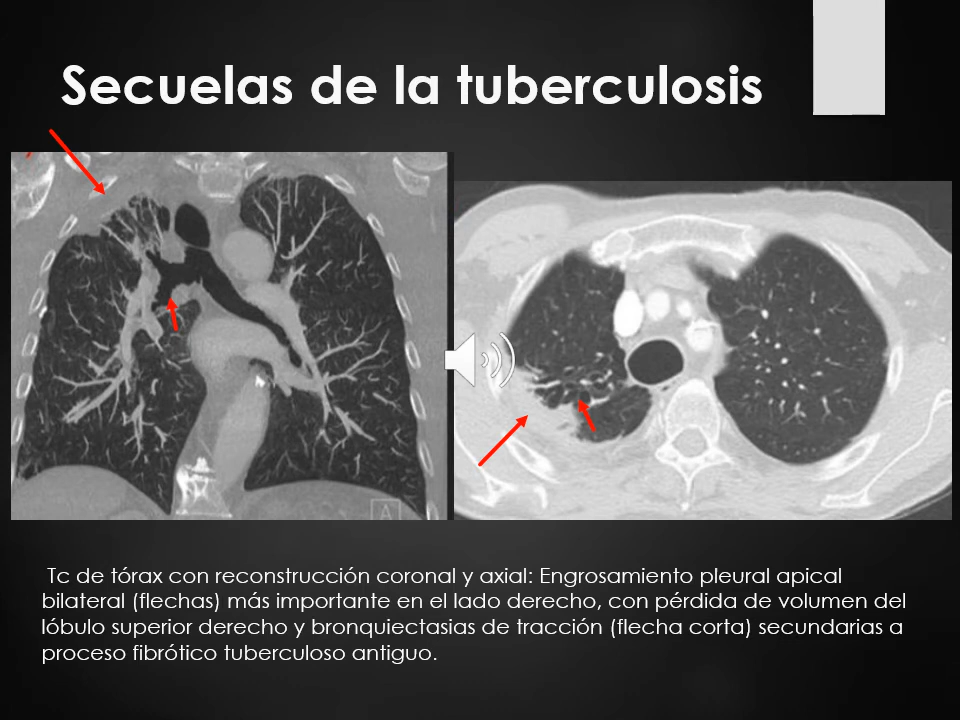 Secuelas de la tuberculosis
A
Tc de tórax con reconstrucción coronal y axial: Engrosamiento pleural apical
bilateral (flechas) más importante en el lado derecho, con pérdida de volumen del
lóbulo superior derecho y bronquiectasias de tracción (flecha corta) secundarias a
proceso fibrótico tuberculoso antiguo.